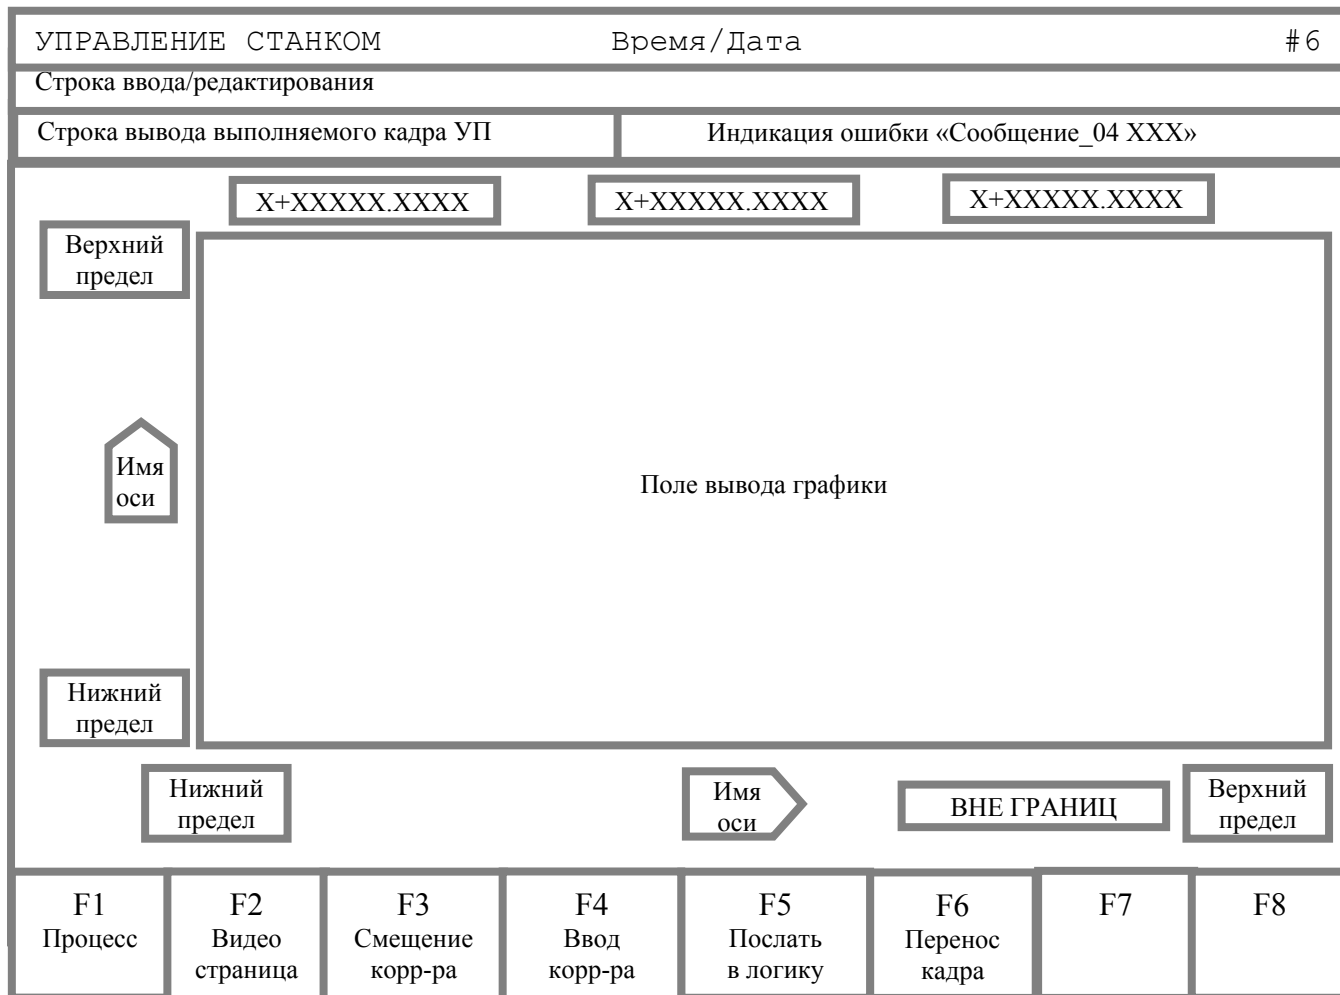 УПРАВЛЕНИЕ СТАНКОМ Время/Дата #6
Строка ввода/редактирования
Строка вывода выполняемого кадра УП Индикация ошибки «Сообщение_04 XXX»
X+XXXXX.XXXX X+XXXXX.XXXX X+XXXXX.XXXX
Верхний
предел
Имя
оси
Поле вывода графики
Нижний
предел
Нижний
предел
Имя
оси
ВНЕ ГРАНИЦ
Верхний
предел
F1
Процесс
F2
Видео
страница
F3
Смещение
корр-ра
F4
Ввод
корр-ра
F5
Послать
в логику
F6
Перенос
кадра
F7
F8